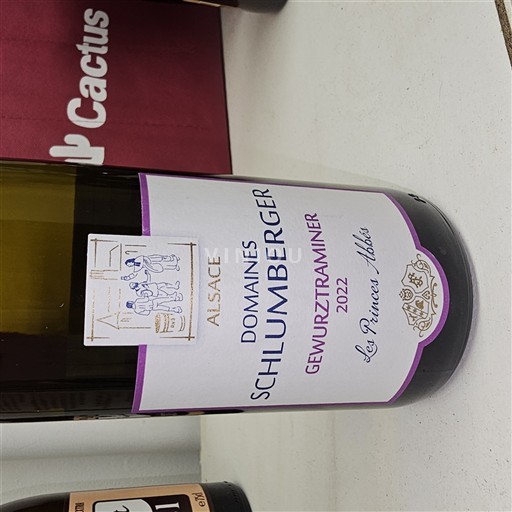 Cactus
ALSACE
DOMAINES
SCHLUMBERGER
GEWURZTRAMINER
2022
Les Princes Abbés